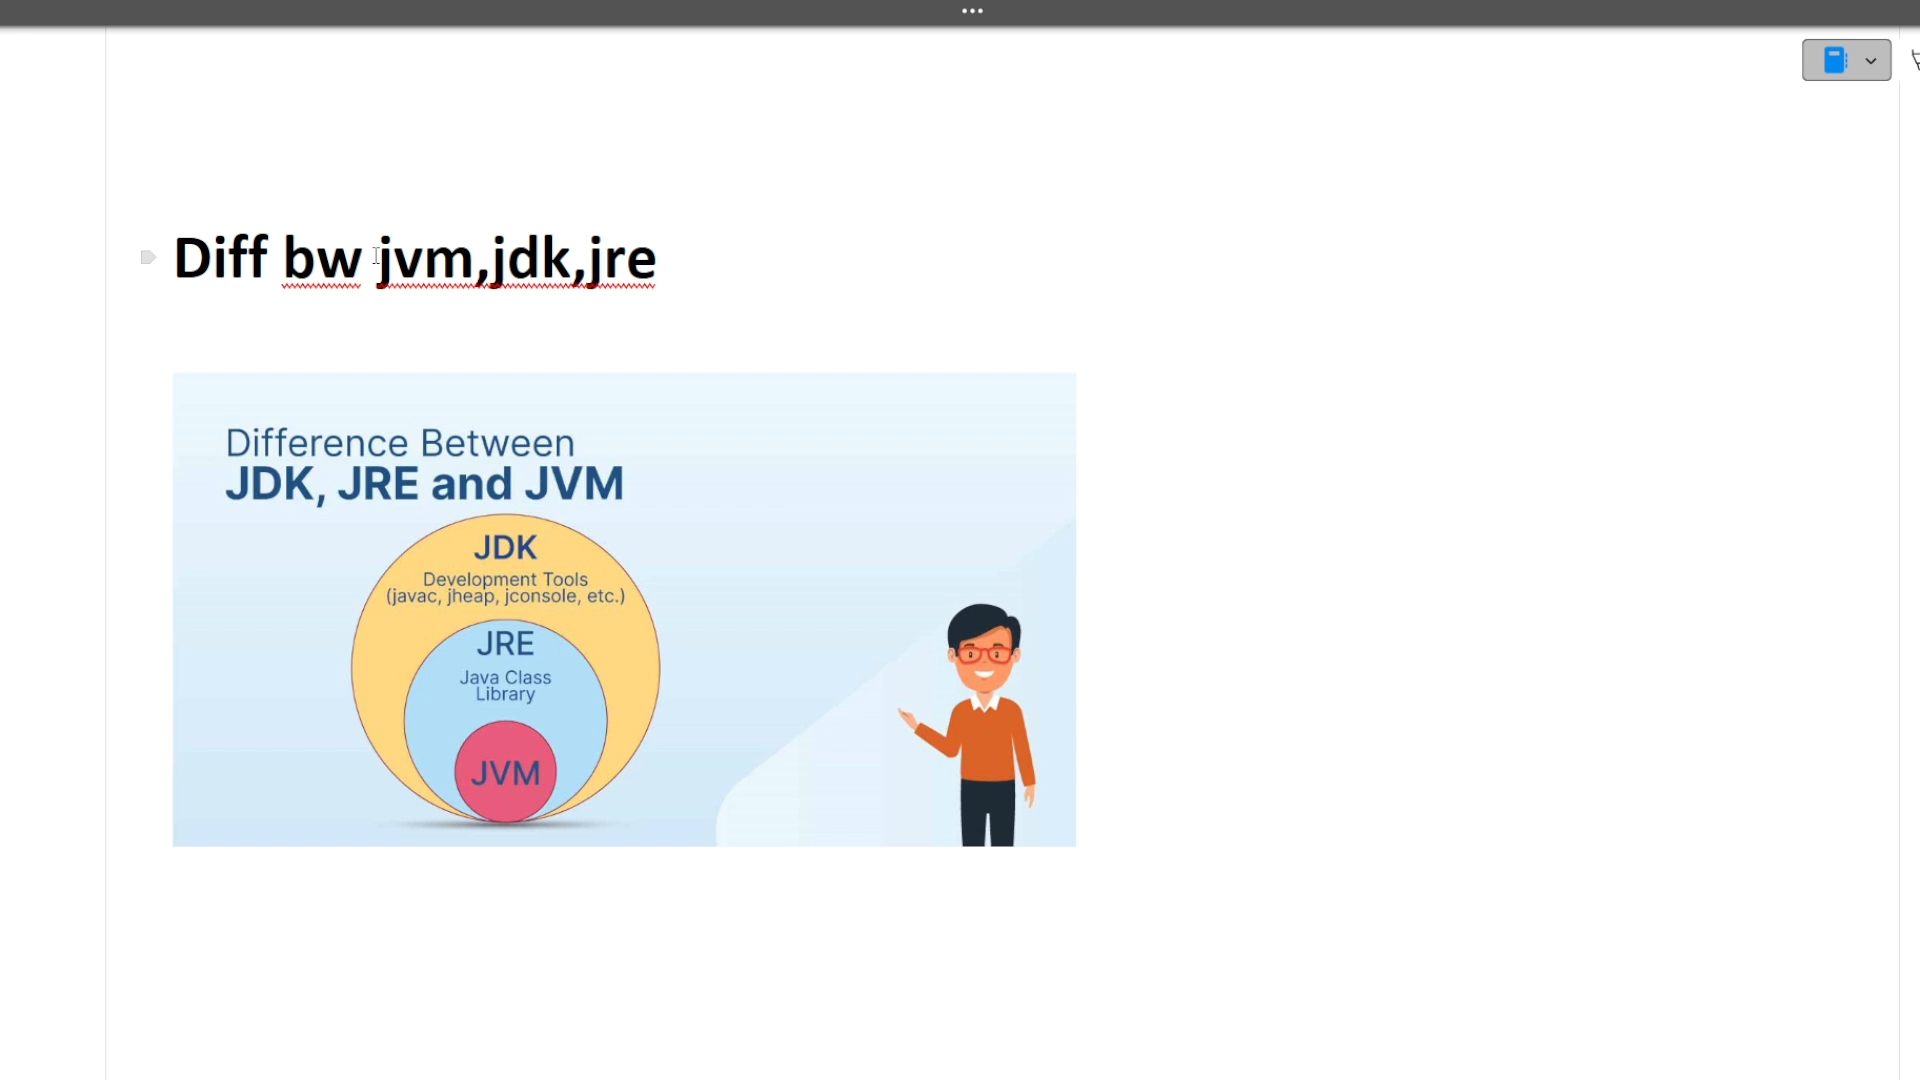 Diff bw jvm,jdk,jre
Difference Between
JDK, JRE and JVM
JDK
Development Tools
(javac, jheap, jconsole, etc.)
JRE
Java Class
Library
JVM